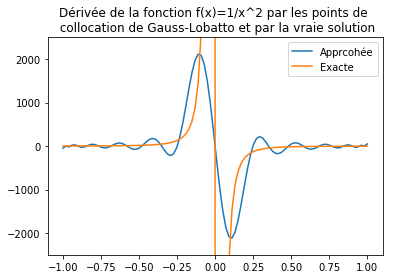 Dérivée de la fonction f(x)=1/x^2 par les points de
collocation de Gauss-Lobatto et par la vraie solution
Apprcohée
Exacte
2000
1000
0
−1000
−2000
−1.00 −0.75 −0.50 −0.25 0.00 0.25 0.50 0.75 1.00